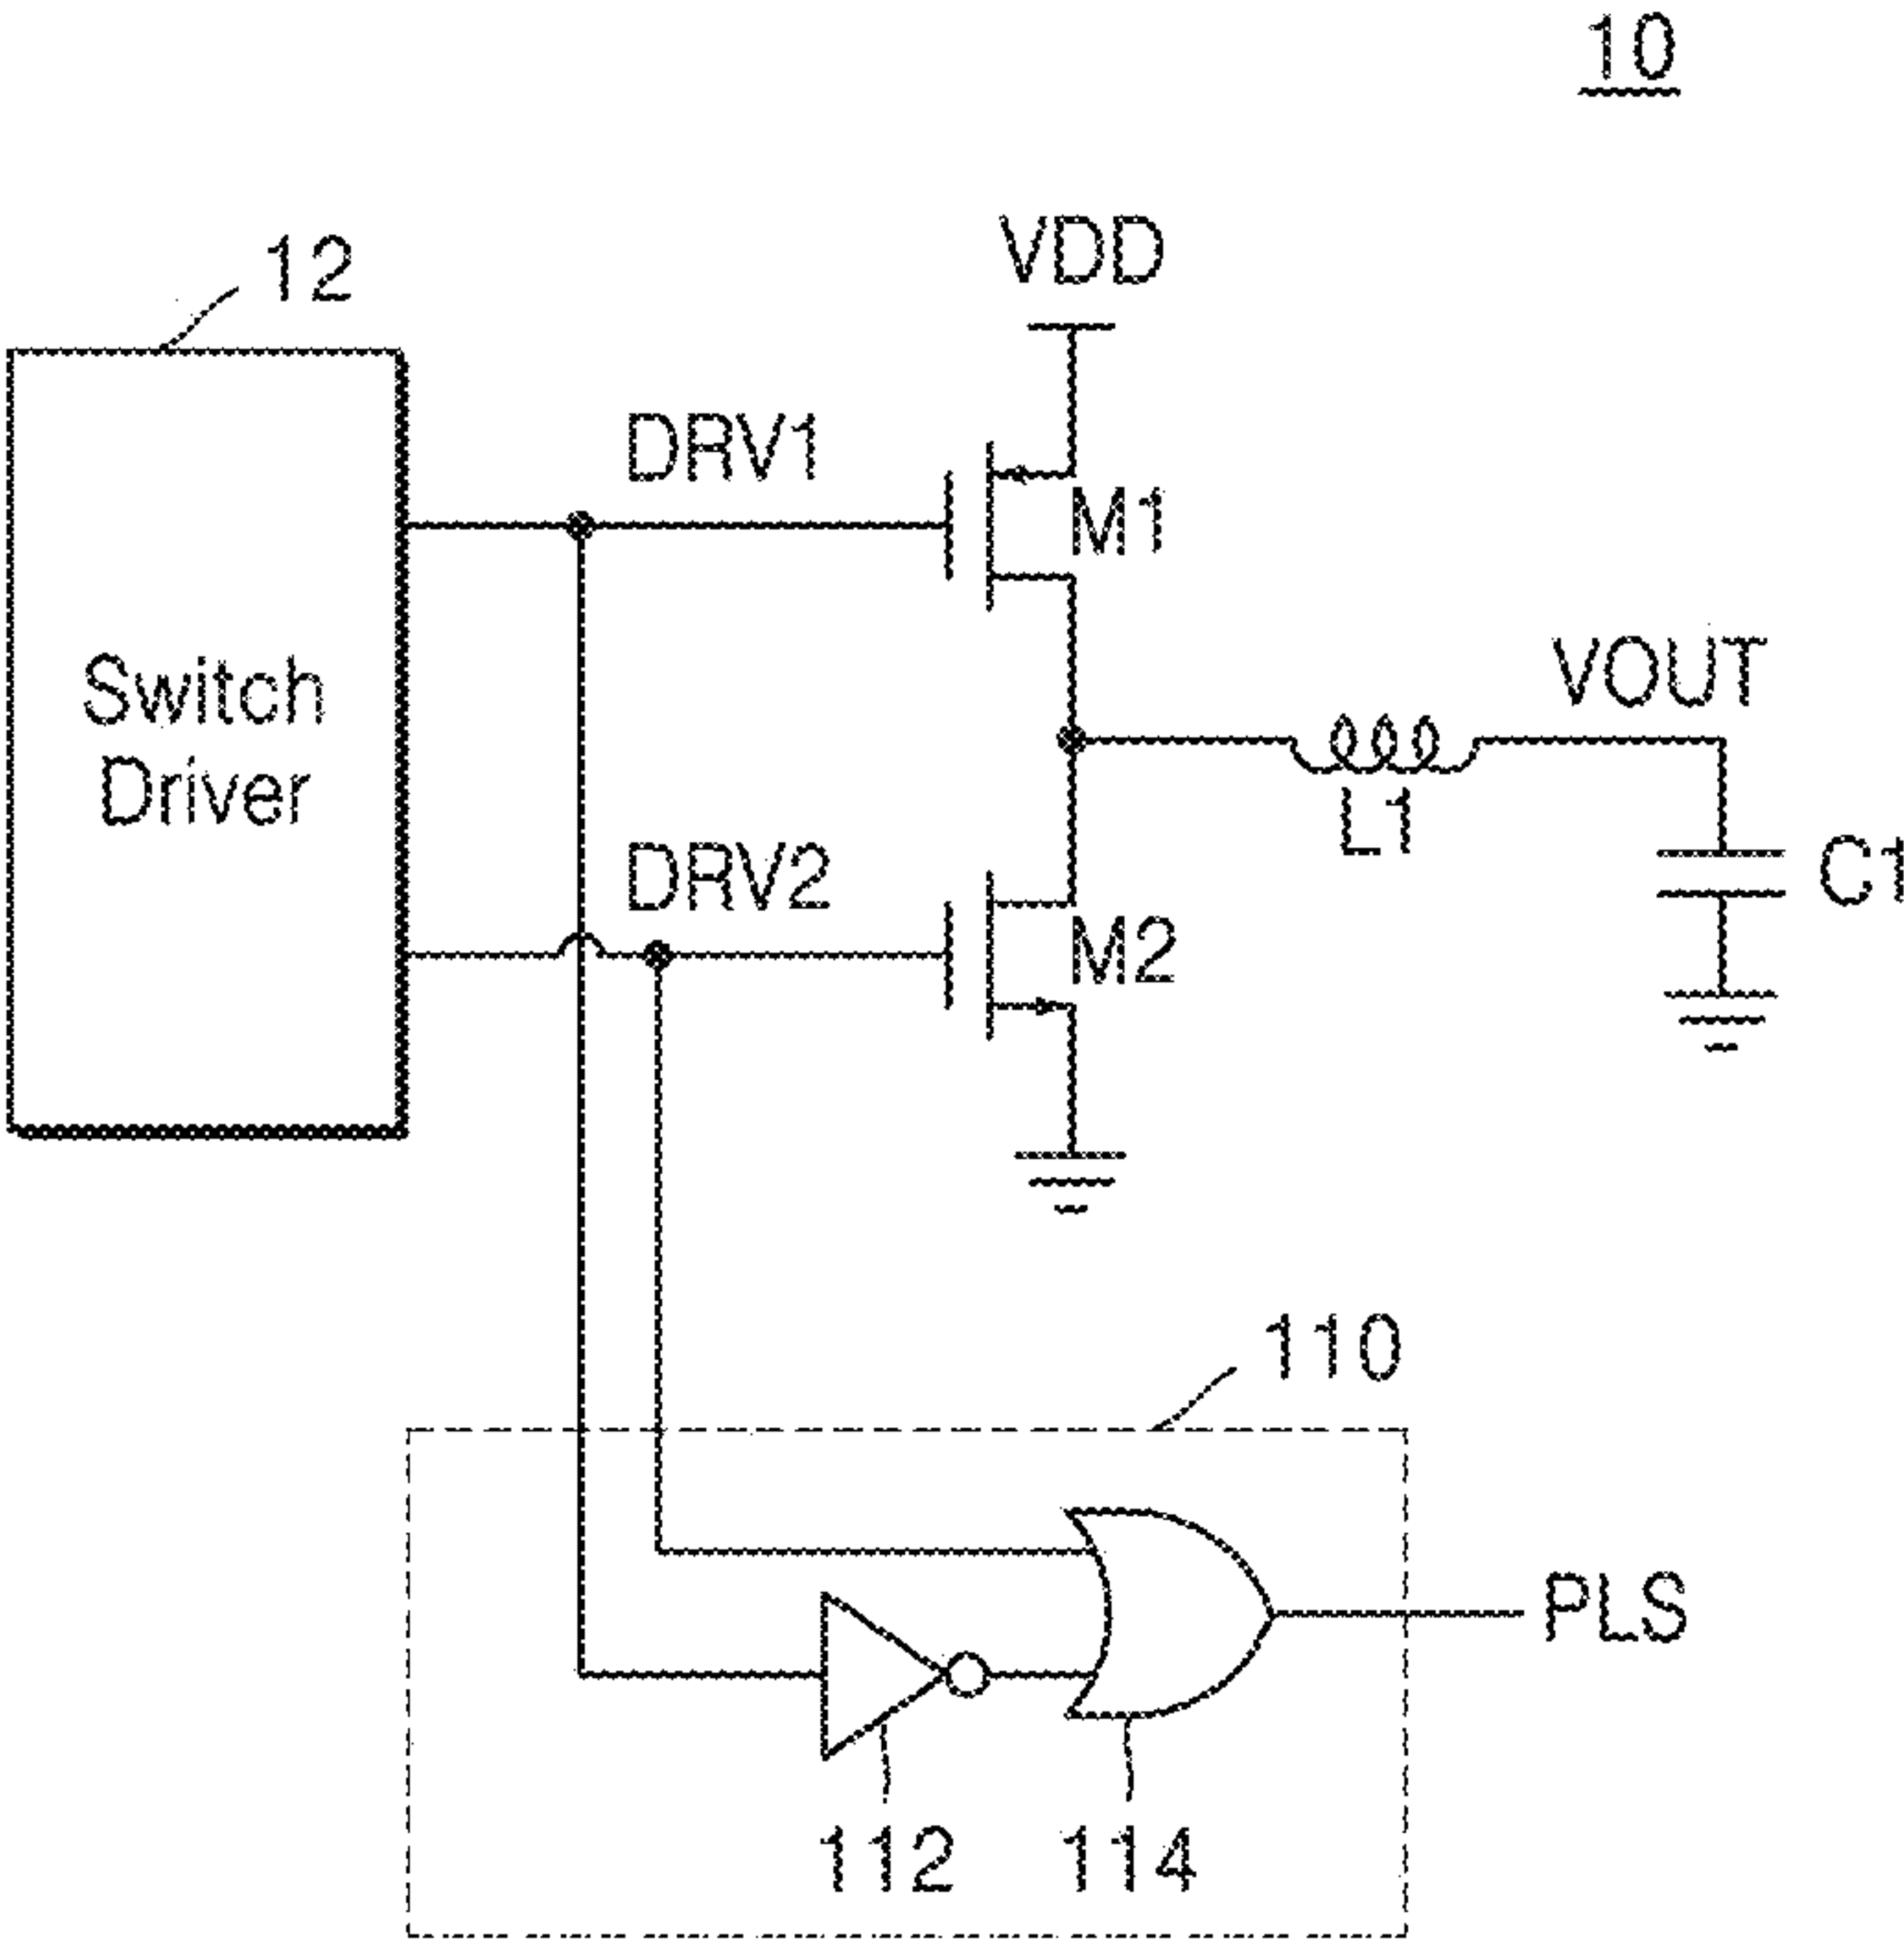 10
12
VDD
DRV1
M1
Switch
Driver
VOUT
L1
C1
DRV2
M2
110
PLS
112
114